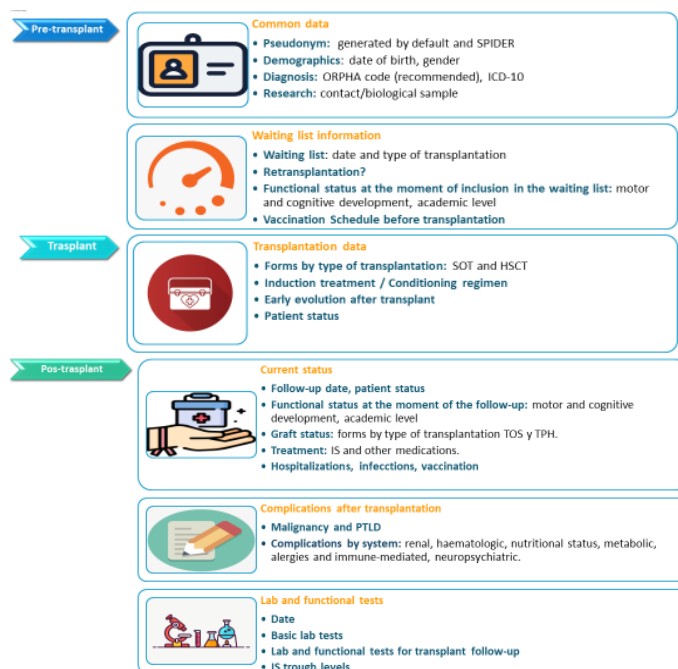 Pre-transplant
Common data
• Pseudonym: generated by default and SPIDER
• Demographics: date of birth, gender
• Diagnosis: ORPHA code (recommended), ICD-10
• Research: contact/biological sample
Waiting list information
• Waiting list: date and type of transplantation
• Retransplantation?
• Functional status at the moment of inclusion in the waiting list: motor
and cognitive development, academic level
• Vaccination Schedule before transplantation
Trasplant
Transplantation data
• Forms by type of transplantation: SOT and HSCT
• Induction treatment / Conditioning regimen
• Early evolution after transplant
• Patient status
Pos-trasplant
Current status
• Follow-up date, patient status
• Functional status at the moment of the follow-up: motor and cognitive
development, academic level
• Graft status: forms by type of transplantation TOS y TPH.
• Treatment: IS and other medications.
• Hospitalizations, infecctions, vaccination
Complications after transplantation
• Malignancy and PTLD
• Complications by system: renal, haematologic, nutritional status, metabolic,
alergies and immune-mediated, neuropsychiatric.
Lab and functional tests
• Date
• Basic lab tests
• Lab and functional tests for transplant follow-up
• IS trough levels